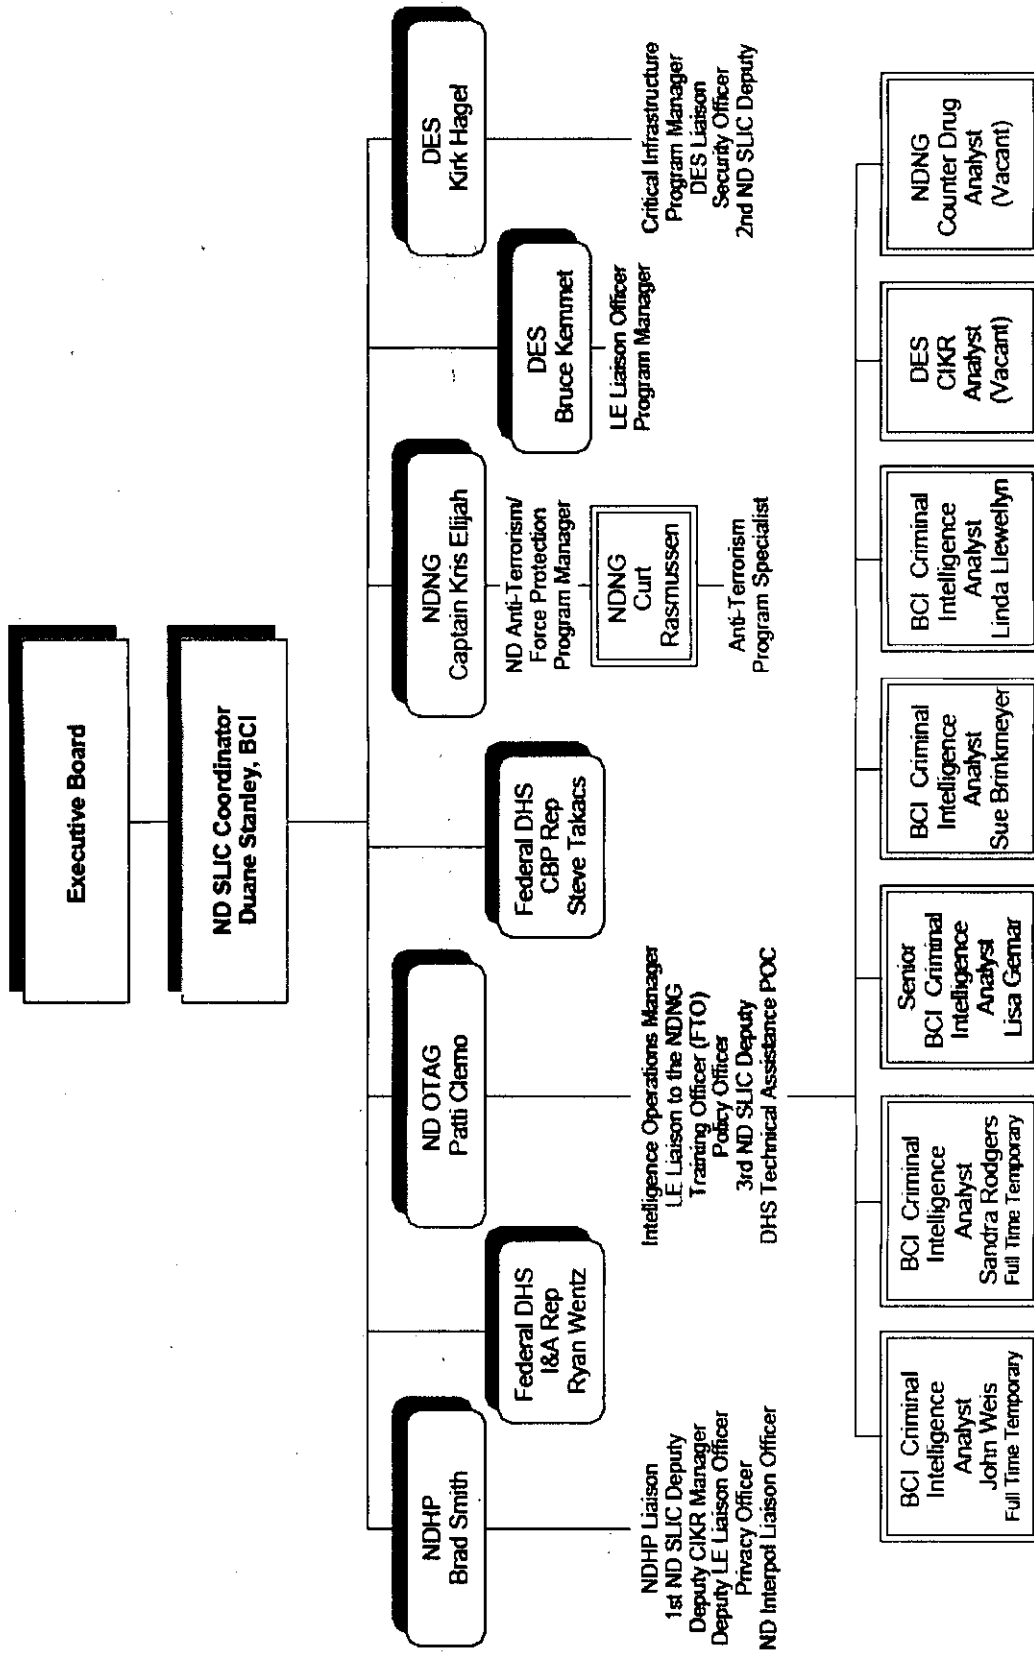 Executive Board
ND SLIC Coordinator
Duane Stanley, BCI
NDHP
Brad Smith
NDHP Liaison
1st ND SLIC Deputy
Deputy CIKR Manager
Deputy LE Liaison Officer
Privacy Officer
ND Interpol Liaison Officer
Federal DHS
I&A Rep
Ryan Wentz
ND OTAG
Patti Clemo
Intelligence Operations Manager
LE Liaison to the NDNG
Training Officer (FTO)
Policy Officer
3rd ND SLIC Deputy
DHS Technical Assistance POC
Federal DHS
CBP Rep
Steve Takacs
NDNG
Captain Kris Elijah
ND Anti-Terrorism/
Force Protection
Program Manager
NDNG
Curt
Rasmussen
Anti-Terrorism
Program Specialist
DES
Bruce Kemmet
LE Liaison Officer
Program Manager
DES
Kirk Hagel
Critical Infrastructure
Program Manager
DES Liaison
Security Officer
2nd ND SLIC Deputy
BCI Criminal
Intelligence
Analyst
John Weis
Full Time Temporary
BCI Criminal
Intelligence
Analyst
Sandra Rodgers
Full Time Temporary
Senior
BCI Criminal
Intelligence
Analyst
Lisa Gemar
BCI Criminal
Intelligence
Analyst
Sue Brinkmeyer
BCI Criminal
Intelligence
Analyst
Linda Llewellyn
DES
CIKR
Analyst
(Vacant)
NDNG
Counter Drug
Analyst
(Vacant)